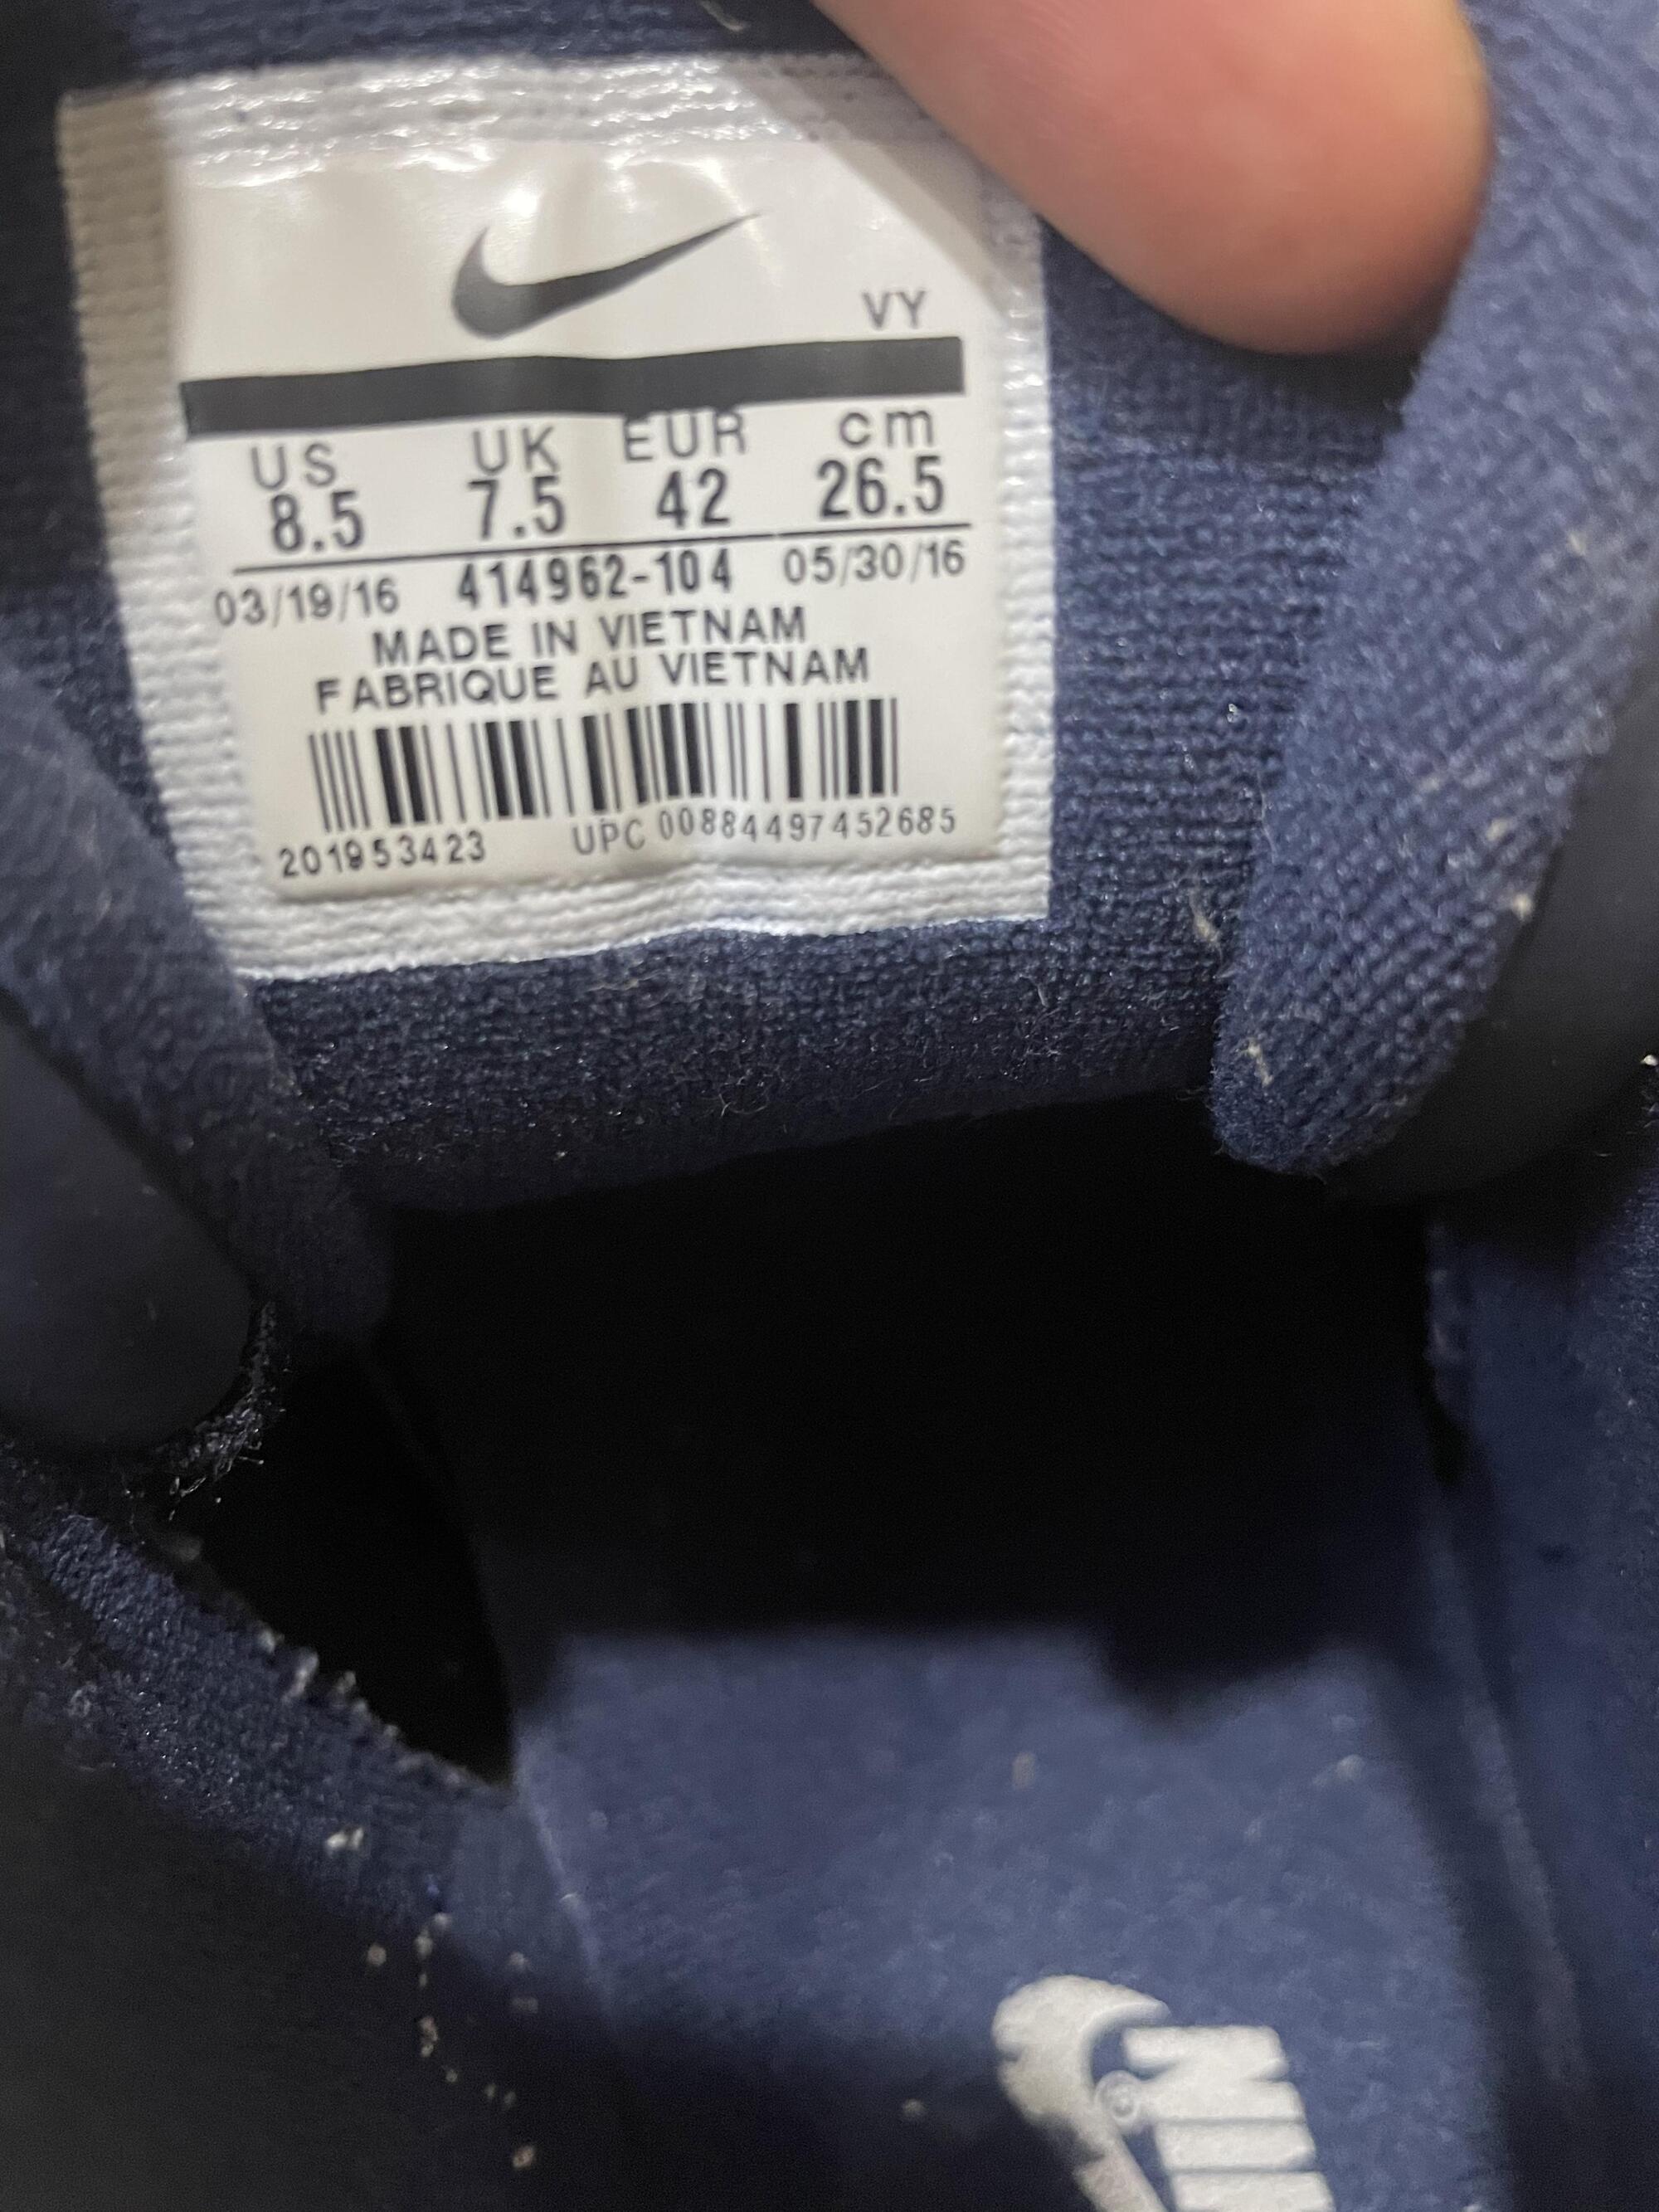 VY
US UK EUR cm
8.5 7.5 42 26.5
03/19/16 414962-104 05/30/16
MADE IN VIETNAM
FABRIQUE AU VIETNAM
201953423 UPC 00884497452685